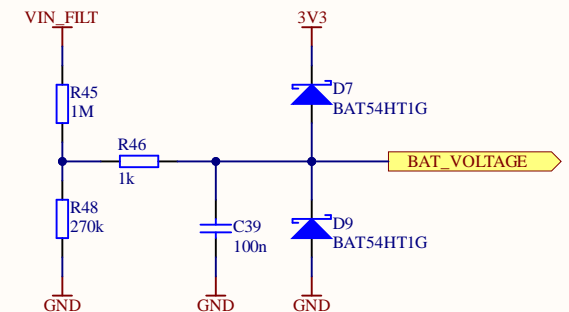 VIN_FILT
3V3
R45
1M
D7
BAT54HT1G
R46
1k
BAT_VOLTAGE
R48
270k
C39
100n
D9
BAT54HT1G
GND
GND
GND